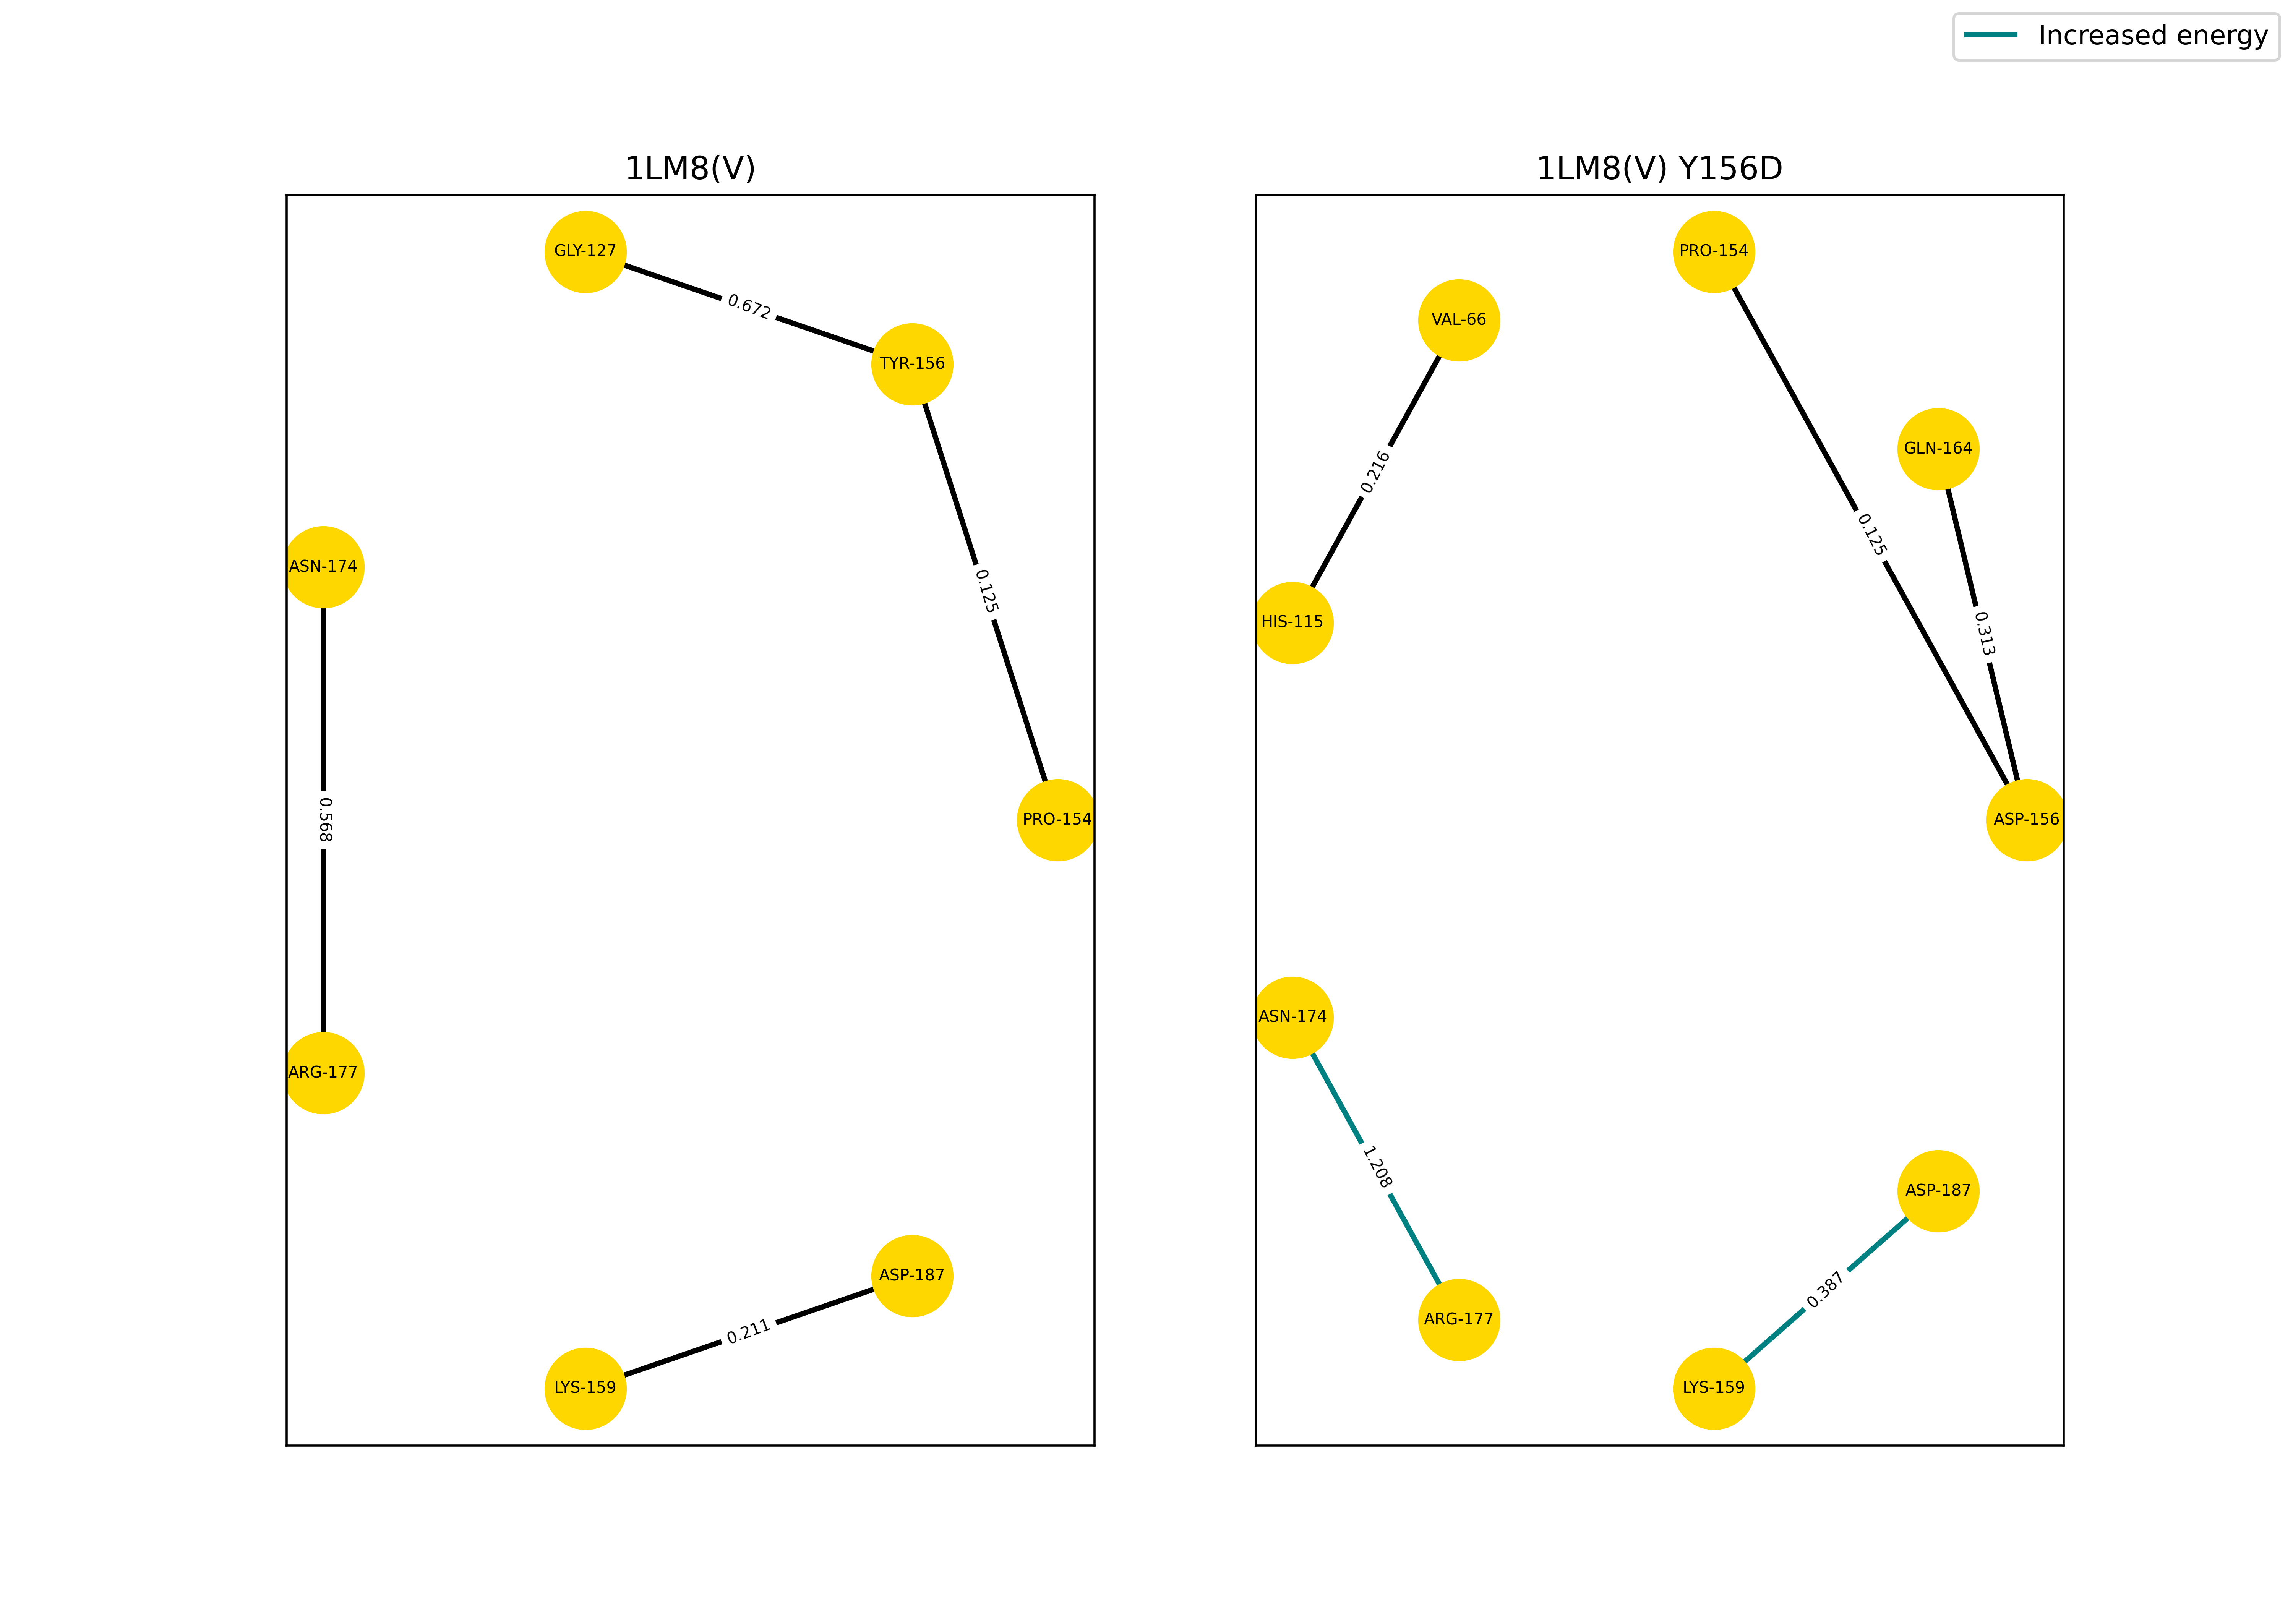 Increased energy
1LM8(V)
GLY-127
0.672
TYR-156
ASN-174
0.125
0.568
PRO-154
ARG-177
ASP-187
0.211
LYS-159
1LM8(V) Y156D
PRO-154
VAL-66
GLN-164
0.216
0.125
HIS-115
0.313
ASP-156
ASN-174
1.208
ASP-187
0.387
ARG-177
LYS-159